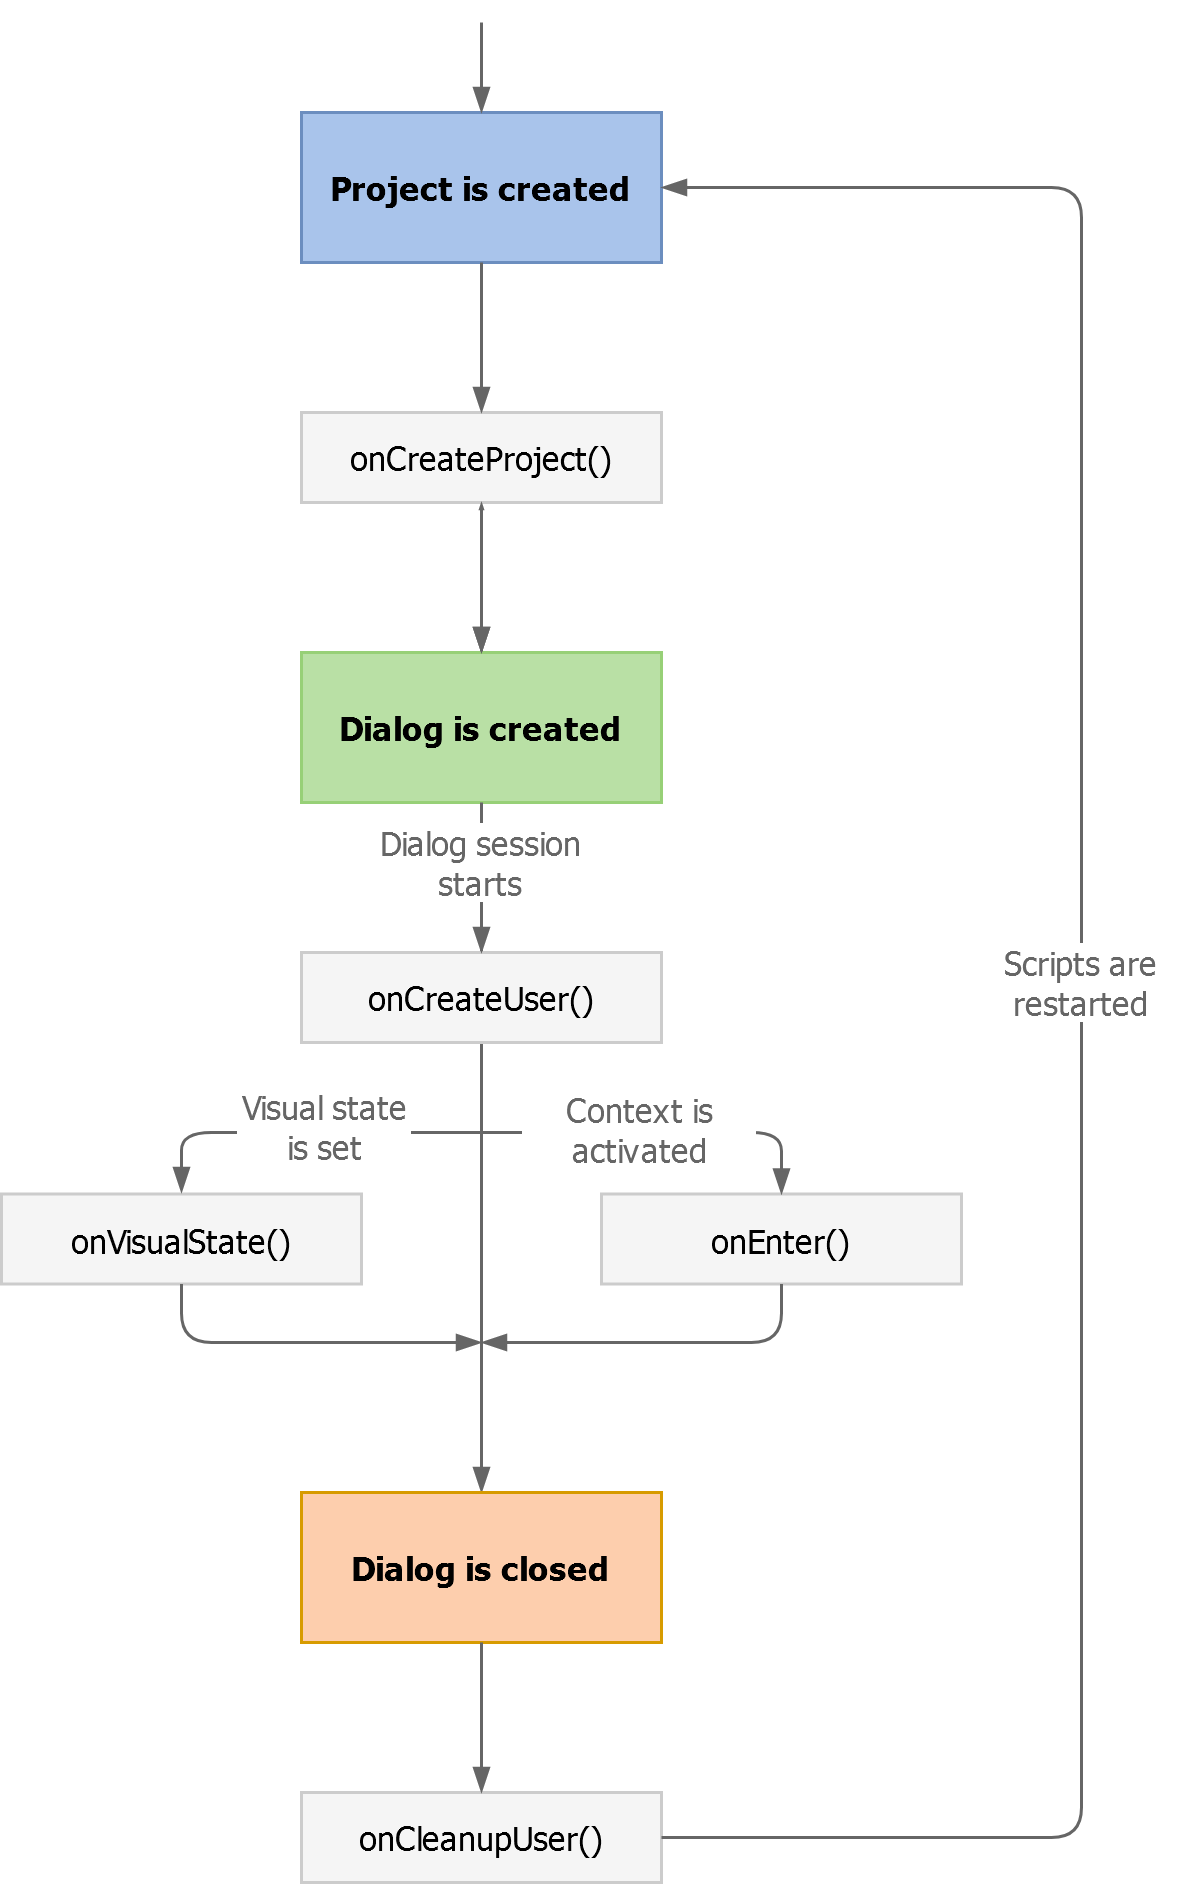 Project is created
onCreateProject()
Dialog is created
Dialog session
starts
onCreateUser()
Scripts are
restarted
Visual state
is set
Context is
activated
onVisualState()
onEnter()
Dialog is closed
onCleanupUser()